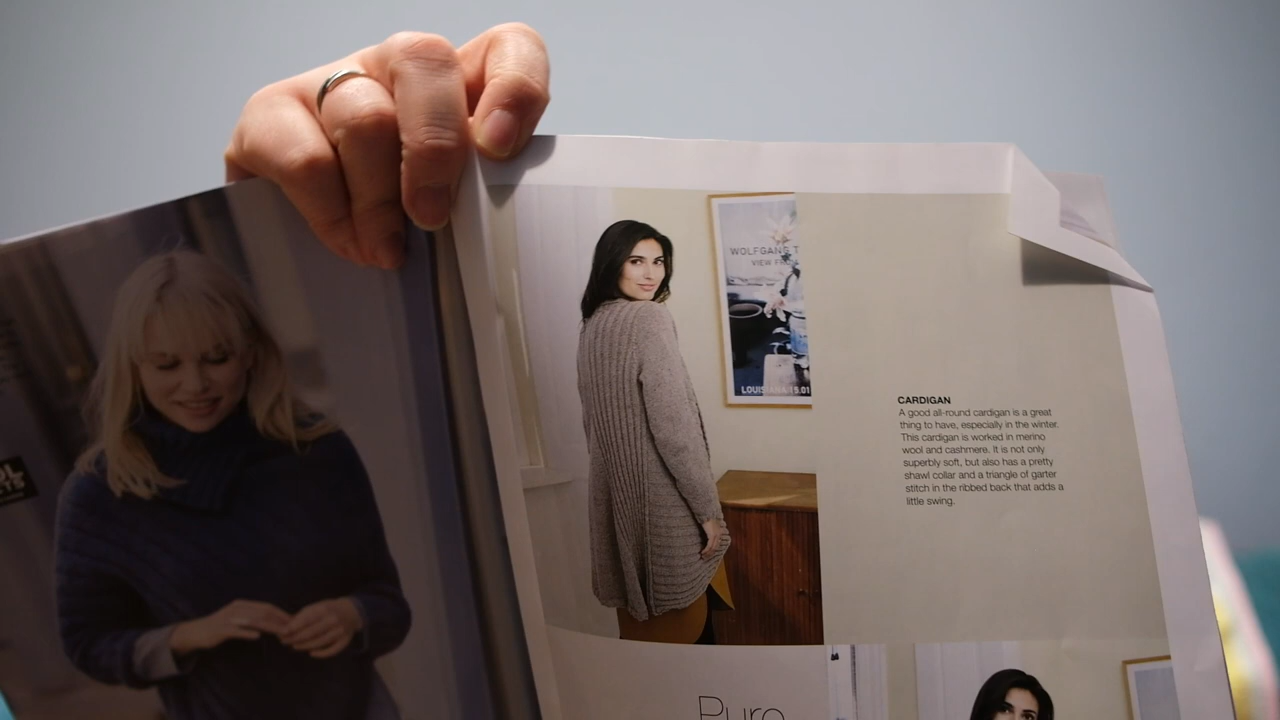 WOLFGANG T
VIEW FRO
LOUISIANA 15.01
CARDIGAN
A good all-round cardigan is a great
thing to have, especially in the winter.
This cardigan is worked in merino
wool and cashmere. It is not only
superbly soft, but also has a pretty
shawl collar and a triangle of garter
stitch in the ribbed back that adds a
little swing.
Pure